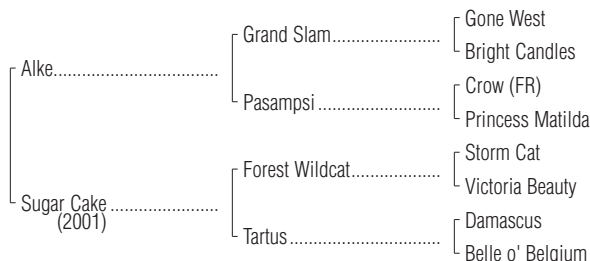 Gone West
Grand Slam
Bright Candles
Alke
Crow (FR)
Pasampsi
Princess Matilda
Storm Cat
Forest Wildcat
Victoria Beauty
Sugar Cake
(2001)
Damascus
Tartus
Belle o' Belgium